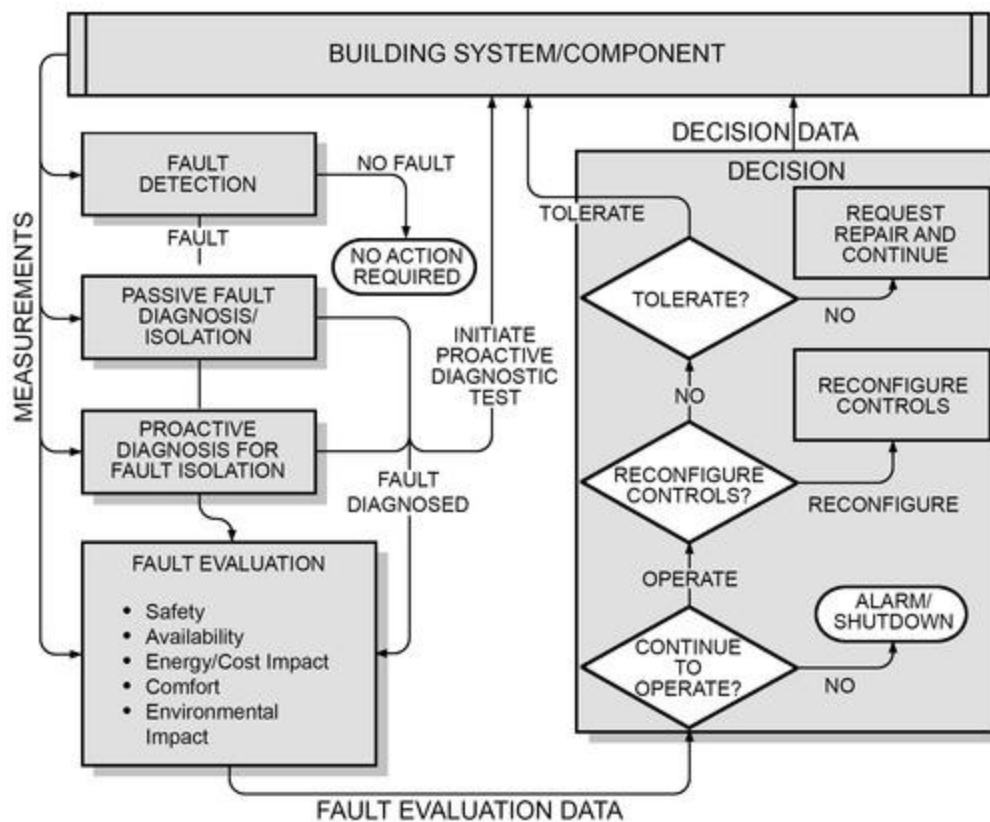 BUILDING SYSTEM/COMPONENT
MEASUREMENTS
FAULT
DETECTION
NO FAULT
NO ACTION
REQUIRED
FAULT
PASSIVE FAULT
DIAGNOSIS/
ISOLATION
INITIATE
PROACTIVE
DIAGNOSTIC
TEST
PROACTIVE
DIAGNOSIS FOR
FAULT ISOLATION
FAULT
DIAGNOSED
FAULT EVALUATION
• Safety
• Availability
• Energy/Cost Impact
• Comfort
• Environmental
Impact
FAULT EVALUATION DATA
DECISION DATA
DECISION
TOLERATE
REQUEST
REPAIR AND
CONTINUE
TOLERATE?
NO
NO
RECONFIGURE
CONTROLS
RECONFIGURE
CONTROLS?
RECONFIGURE
OPERATE
ALARM/
SHUTDOWN
CONTINUE
TO
OPERATE?
NO